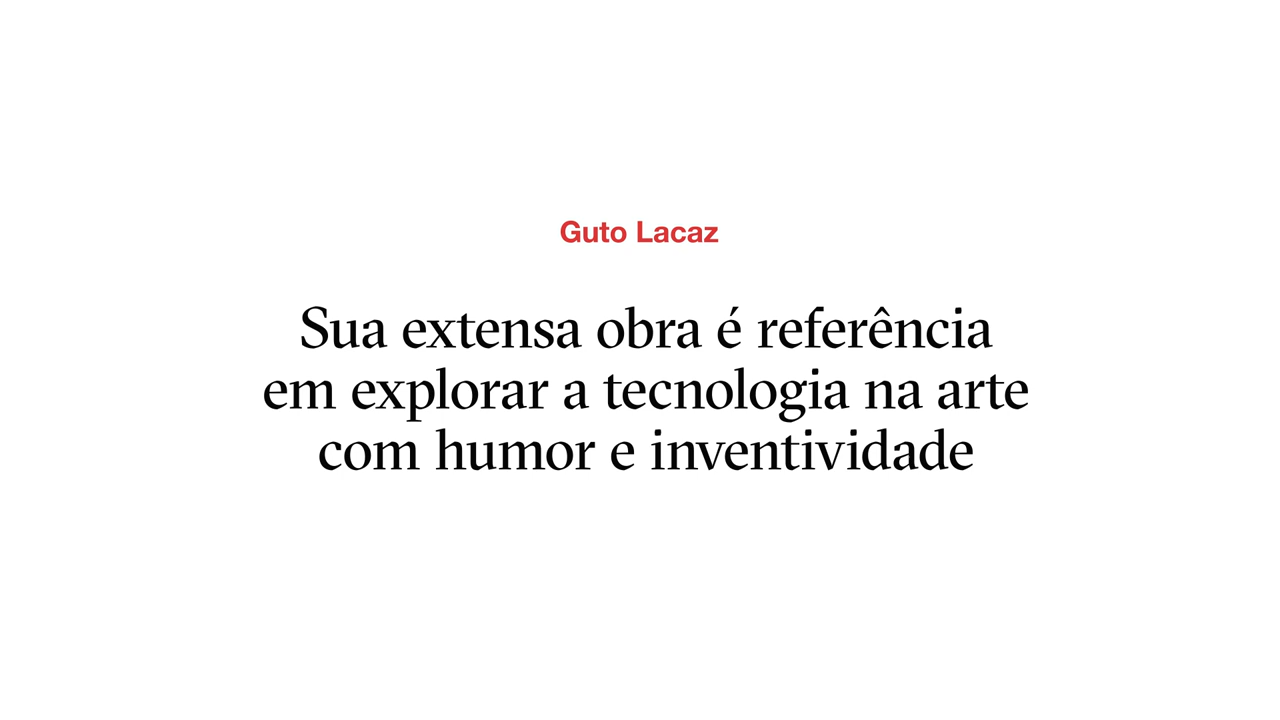 Guto Lacaz
Sua extensa obra é referência
em explorar a tecnologia na arte
com humor e inventividade